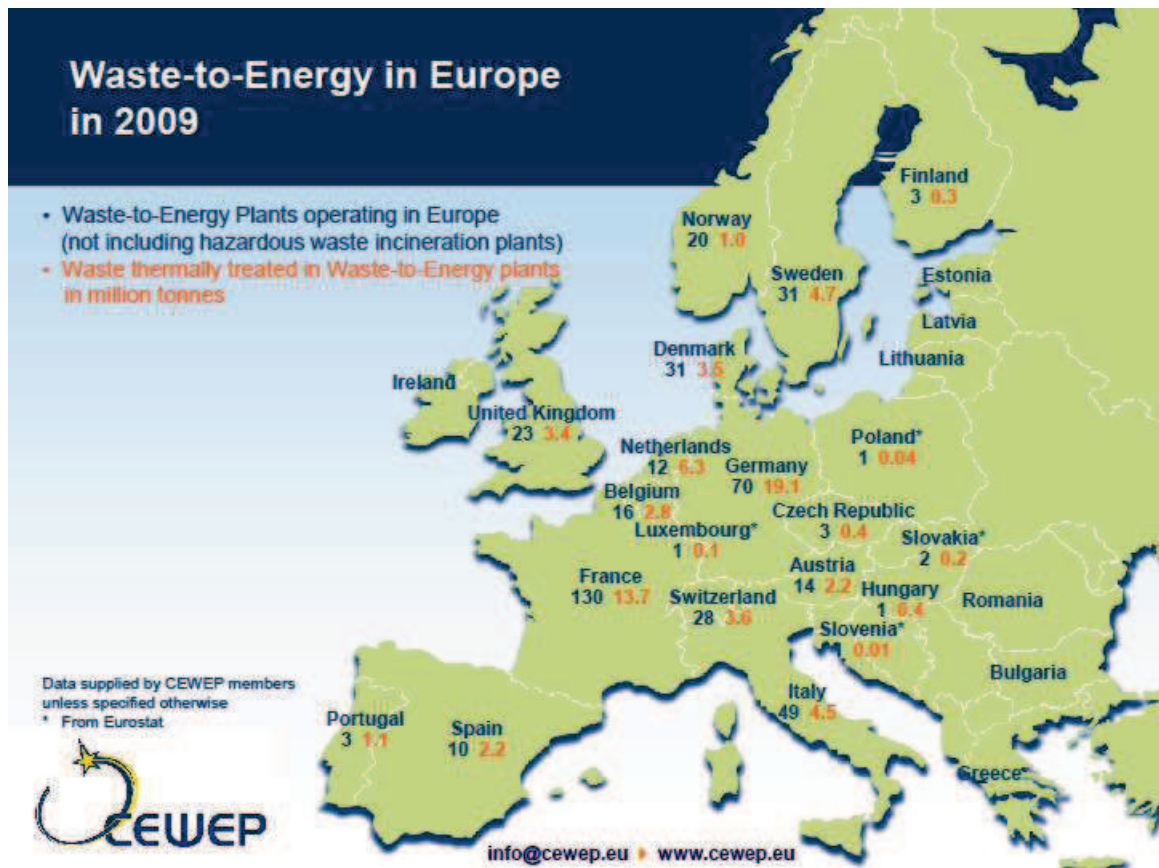 Waste-to-Energy in Europe
in 2009
• Waste-to-Energy Plants operating in Europe
(not including hazardous waste incineration plants)
• Waste thermally treated in Waste-to-Energy plants
in million tonnes
Finland
3 0.3
Norway
20 1.0
Sweden
31 4.7
Estonia
Latvia
Lithuania
Denmark
31 3.5
Ireland
United Kingdom
23 3.4
Netherlands
12 6.3
Germany
70 19.1
Poland*
1 0.04
Belgium
16 2.8
Czech Republic
3 0.4
Luxembourg*
1 0.1
Slovakia*
2 0.2
France
130 13.7
Switzerland
28 3.6
Austria
14 2.2
Hungary
1 0.4
Romania
Slovenia*
1 0.01
Bulgaria
Italy
49 4.5
Portugal
3 1.1
Spain
10 2.2
Greece
Data supplied by CEWEP members
unless specified otherwise
* From Eurostat
CEWEP
info@cewep.eu www.cewep.eu